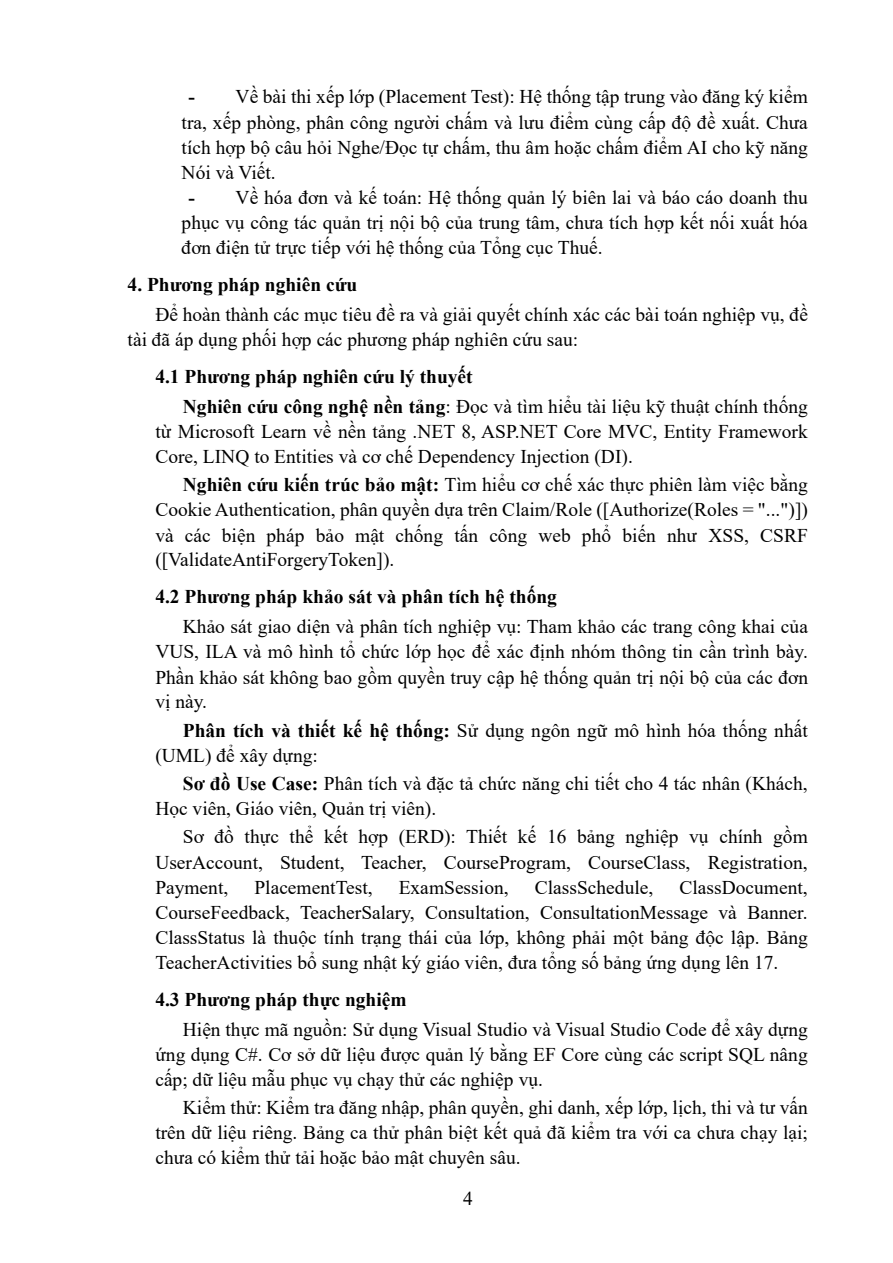 - Về bài thi xếp lớp (Placement Test): Hệ thống tập trung vào đăng ký kiểm
tra, xếp phòng, phân công người chấm và lưu điểm cùng cấp độ đề xuất. Chưa
tích hợp bộ câu hỏi Nghe/Đọc tự chấm, thu âm hoặc chấm điểm AI cho kỹ năng
Nói và Viết.
- Về hóa đơn và kế toán: Hệ thống quản lý biên lai và báo cáo doanh thu
phục vụ công tác quản trị nội bộ của trung tâm, chưa tích hợp kết nối xuất hóa
đơn điện tử trực tiếp với hệ thống của Tổng cục Thuế.
4. Phương pháp nghiên cứu
Để hoàn thành các mục tiêu đề ra và giải quyết chính xác các bài toán nghiệp vụ, đề
tài đã áp dụng phối hợp các phương pháp nghiên cứu sau:
4.1 Phương pháp nghiên cứu lý thuyết
Nghiên cứu công nghệ nền tảng: Đọc và tìm hiểu tài liệu kỹ thuật chính thống
từ Microsoft Learn về nền tảng .NET 8, ASP.NET Core MVC, Entity Framework
Core, LINQ to Entities và cơ chế Dependency Injection (DI).
Nghiên cứu kiến trúc bảo mật: Tìm hiểu cơ chế xác thực phiên làm việc bằng
Cookie Authentication, phân quyền dựa trên Claim/Role ([Authorize(Roles = "...")])
và các biện pháp bảo mật chống tấn công web phổ biến như XSS, CSRF
([ValidateAntiForgeryToken]).
4.2 Phương pháp khảo sát và phân tích hệ thống
Khảo sát giao diện và phân tích nghiệp vụ: Tham khảo các trang công khai của
VUS, ILA và mô hình tổ chức lớp học để xác định nhóm thông tin cần trình bày.
Phần khảo sát không bao gồm quyền truy cập hệ thống quản trị nội bộ của các đơn
vị này.
Phân tích và thiết kế hệ thống: Sử dụng ngôn ngữ mô hình hóa thống nhất
(UML) để xây dựng:
Sơ đồ Use Case: Phân tích và đặc tả chức năng chi tiết cho 4 tác nhân (Khách,
Học viên, Giáo viên, Quản trị viên).
Sơ đồ thực thể kết hợp (ERD): Thiết kế 16 bảng nghiệp vụ chính gồm
UserAccount, Student, Teacher, CourseProgram, CourseClass, Registration,
Payment, PlacementTest, ExamSession, ClassSchedule, ClassDocument,
CourseFeedback, TeacherSalary, Consultation, ConsultationMessage và Banner.
ClassStatus là thuộc tính trạng thái của lớp, không phải một bảng độc lập. Bảng
TeacherActivities bổ sung nhật ký giáo viên, đưa tổng số bảng ứng dụng lên 17.
4.3 Phương pháp thực nghiệm
Hiện thực mã nguồn: Sử dụng Visual Studio và Visual Studio Code để xây dựng
ứng dụng C#. Cơ sở dữ liệu được quản lý bằng EF Core cùng các script SQL nâng
cấp; dữ liệu mẫu phục vụ chạy thử các nghiệp vụ.
Kiểm thử: Kiểm tra đăng nhập, phân quyền, ghi danh, xếp lớp, lịch, thi và tư vấn
trên dữ liệu riêng. Bảng ca thử phân biệt kết quả đã kiểm tra với ca chưa chạy lại;
chưa có kiểm thử tải hoặc bảo mật chuyên sâu.
4